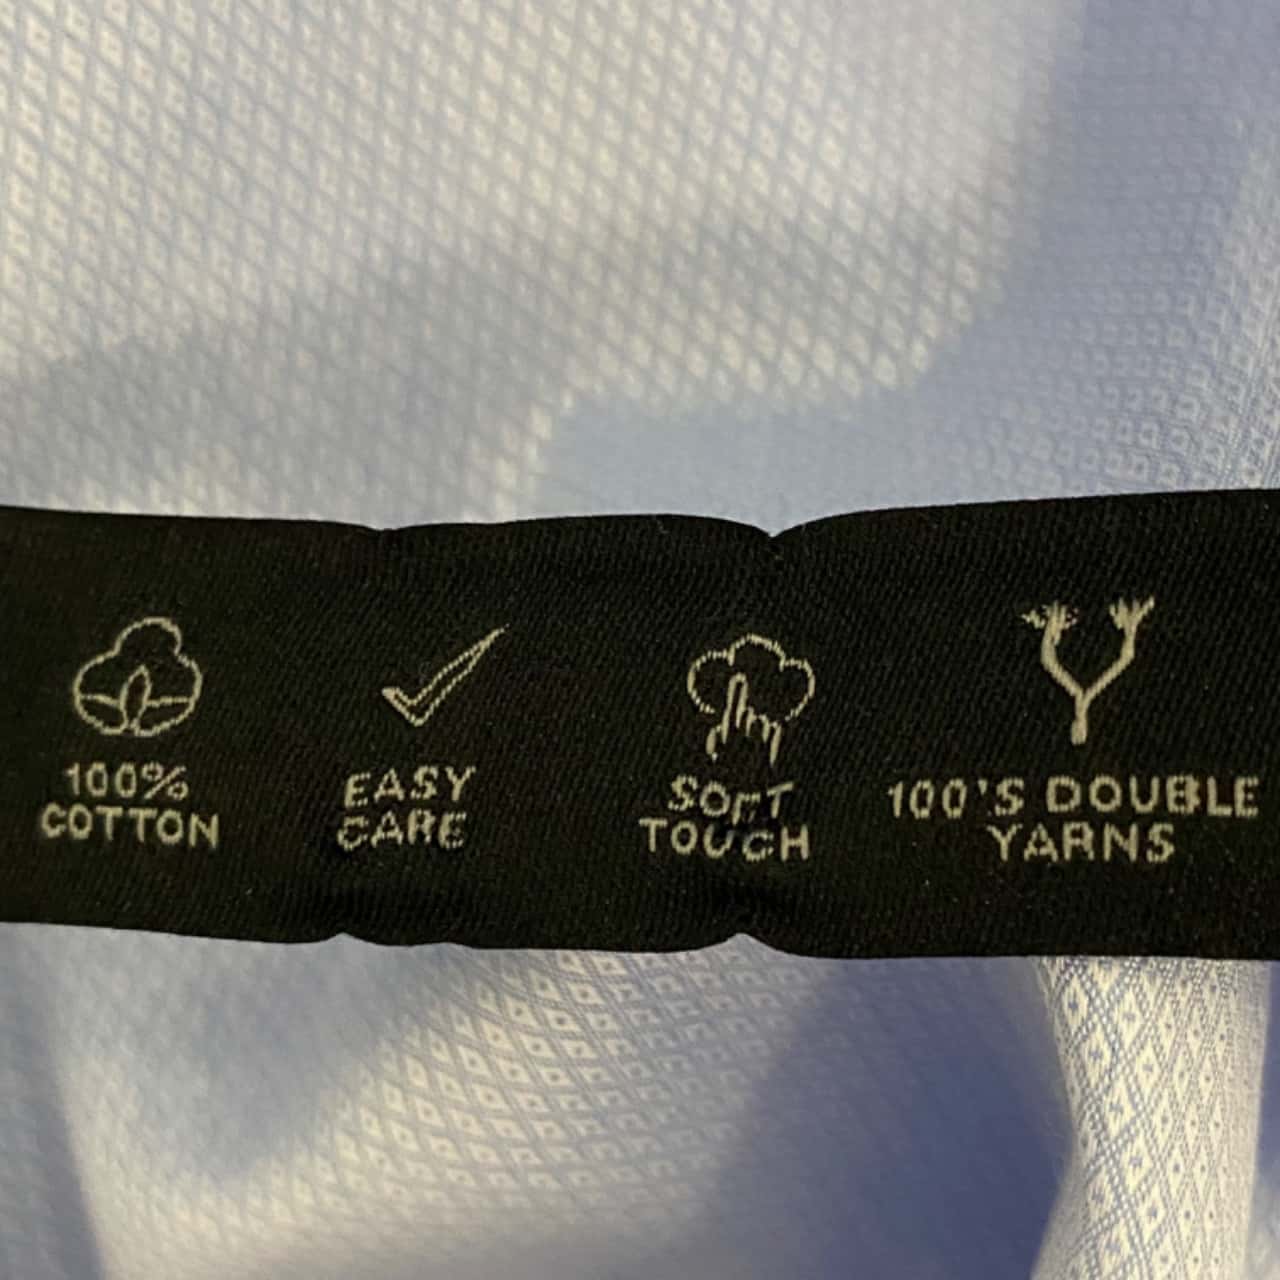 100%
COTTON
EASY
CARE
SOFT
TOUCH
100'S DOUBLE
YARNS